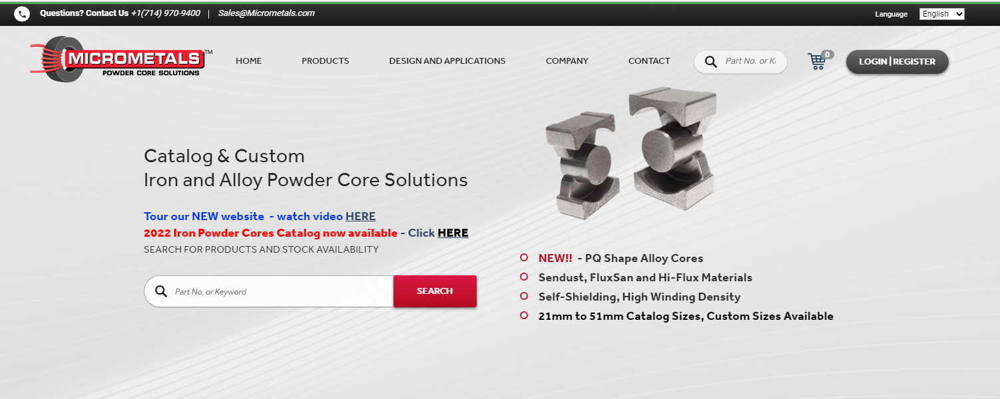 Questions? Contact Us +1(714) 970-9400 | Sales@Micrometals.com
Language English
MICROMETALS TM
POWDER CORE SOLUTIONS
HOME PRODUCTS DESIGN AND APPLICATIONS COMPANY CONTACT
Part No. or K
0
LOGIN | REGISTER
Catalog & Custom
Iron and Alloy Powder Core Solutions
Tour our NEW website - watch video HERE
2022 Iron Powder Cores Catalog now available - Click HERE
SEARCH FOR PRODUCTS AND STOCK AVAILABILITY
Part No. or Keyword
SEARCH
NEW!! - PQ Shape Alloy Cores
Sendust, FluxSan and Hi-Flux Materials
Self-Shielding, High Winding Density
21mm to 51mm Catalog Sizes, Custom Sizes Available